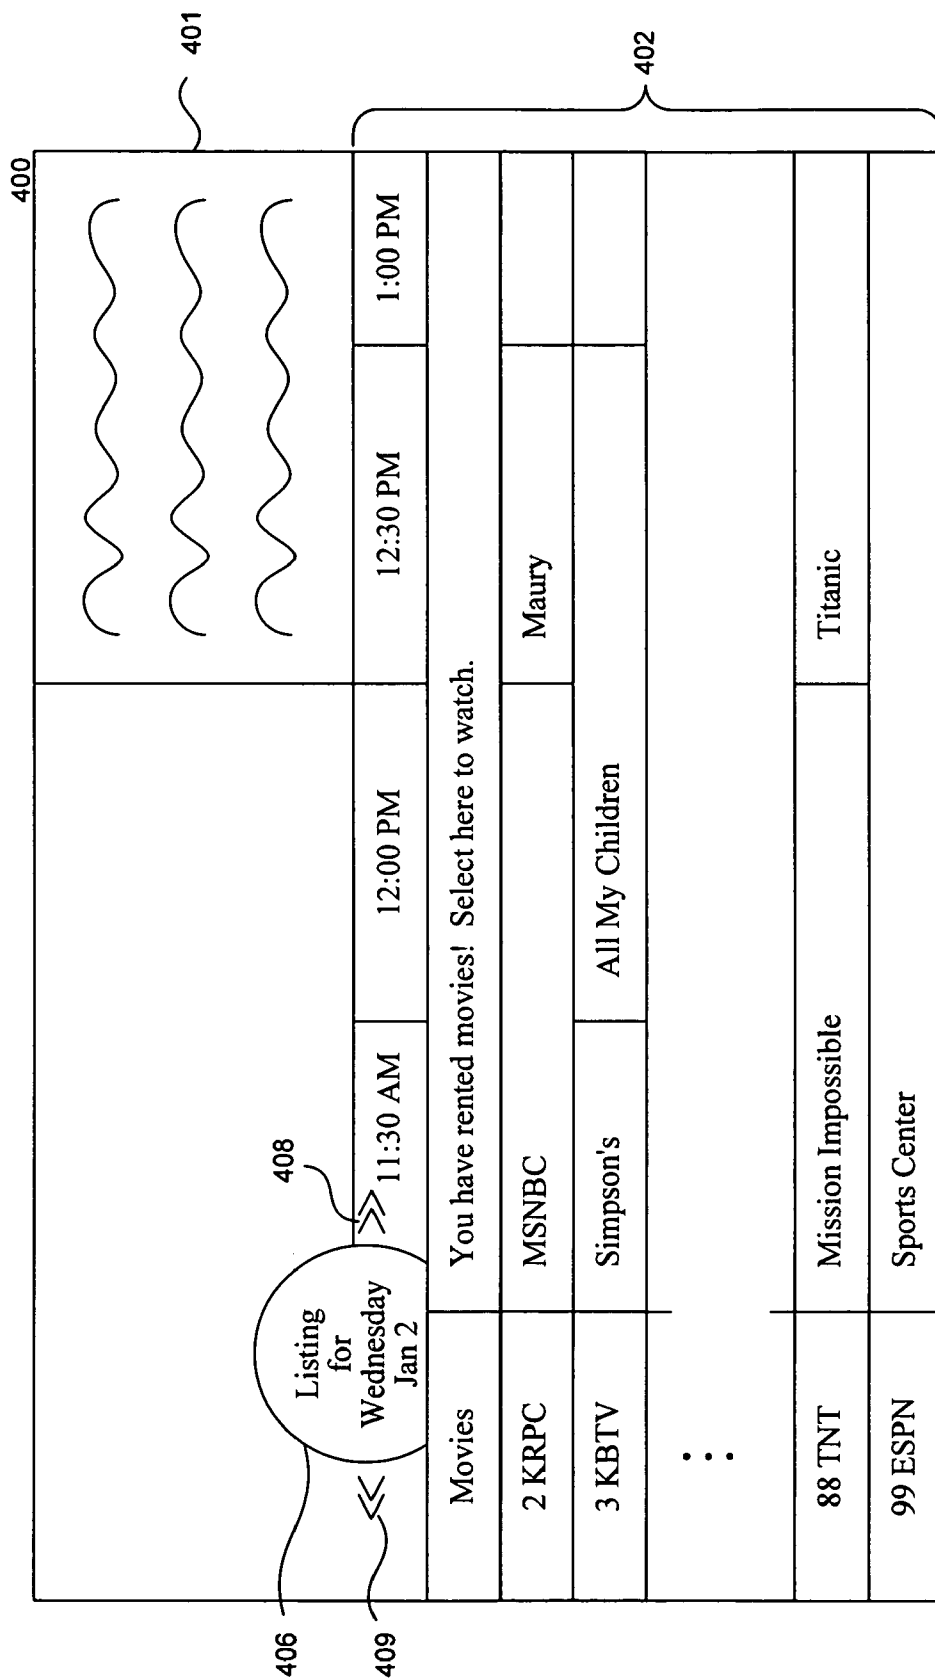 400
401
Listing
for
Wednesday
Jan 2
406
408
409
11:30 AM
12:00 PM
12:30 PM
1:00 PM
402
Movies
You have rented movies! Select here to watch.
2 KRPC
MSNBC
Maury
3 KBTV
Simpson's
All My Children
...
88 TNT
Mission Impossible
Titanic
99 ESPN
Sports Center